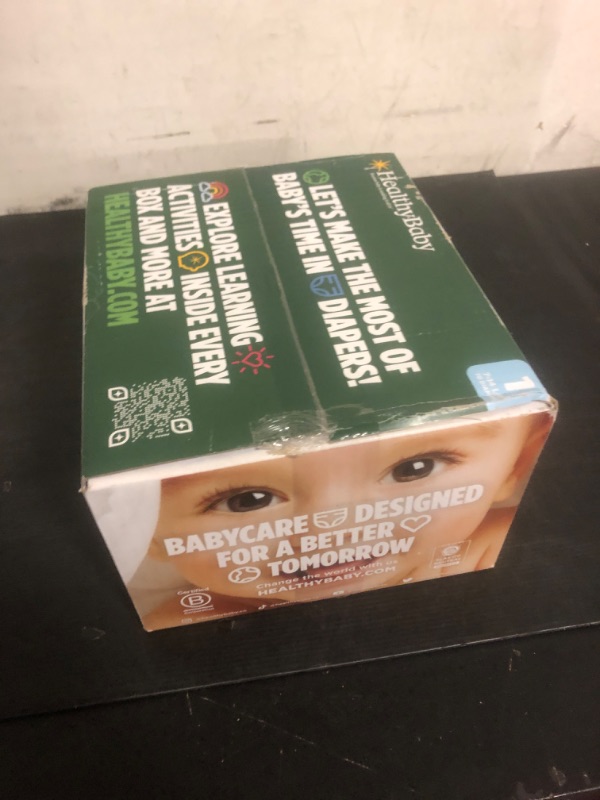 HealthyBaby
LET'S MAKE THE MOST OF
BABY'S TIME IN DIAPERS!
EXPLORE LEARNING
ACTIVITIES INSIDE EVERY
BOX AND MORE AT
HEALTHYBABY.COM
1
BABYCARE DESIGNED
FOR A BETTER
TOMORROW
Change the world with us
HEALTHYBABY.COM
Certified
B